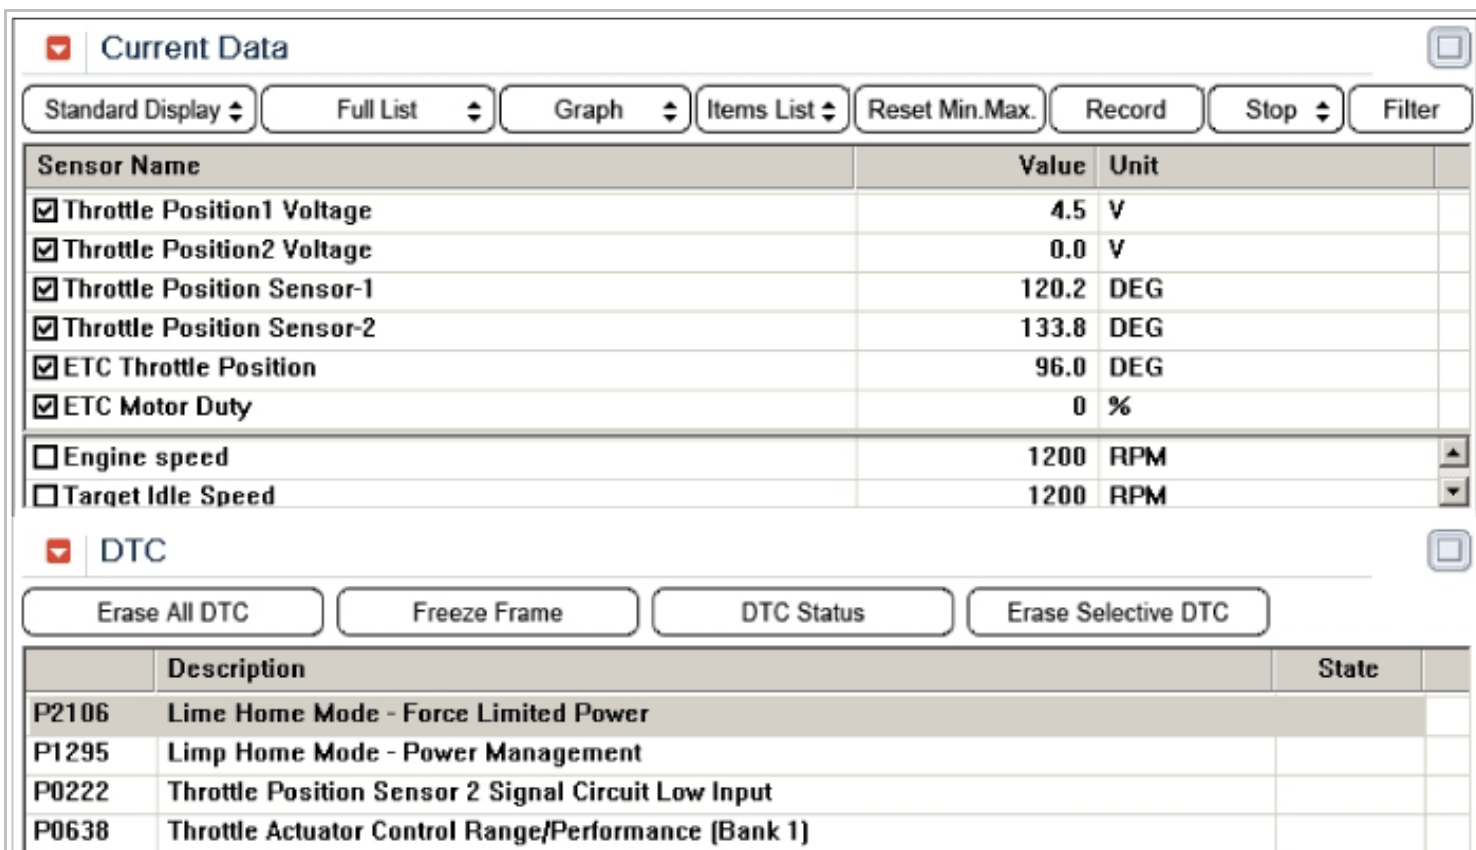 Current Data
Standard Display Full List Graph Items List Reset Min.Max. Record Stop Filter
Sensor Name Value Unit
Throttle Position1 Voltage 4.5 V
Throttle Position2 Voltage 0.0 V
Throttle Position Sensor-1 120.2 DEG
Throttle Position Sensor-2 133.8 DEG
ETC Throttle Position 96.0 DEG
ETC Motor Duty 0 %
Engine speed 1200 RPM
Target Idle Speed 1200 RPM
DTC
Erase All DTC Freeze Frame DTC Status Erase Selective DTC
Description State
P2106 Lime Home Mode - Force Limited Power
P1295 Limp Home Mode - Power Management
P0222 Throttle Position Sensor 2 Signal Circuit Low Input
P0638 Throttle Actuator Control Range/Performance (Bank 1)